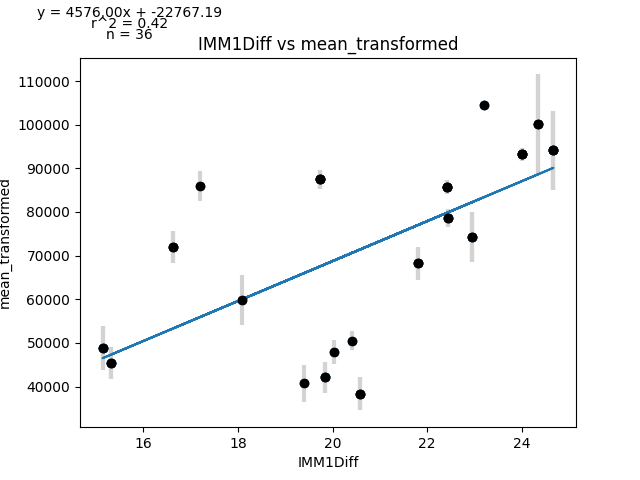 y = 4576.00x + -22767.19
r^2 = 0.42
n = 36
IMM1Diff vs mean_transformed
110000
100000
90000
80000
70000
60000
50000
40000
mean_transformed
16 18 20 22 24
IMM1Diff